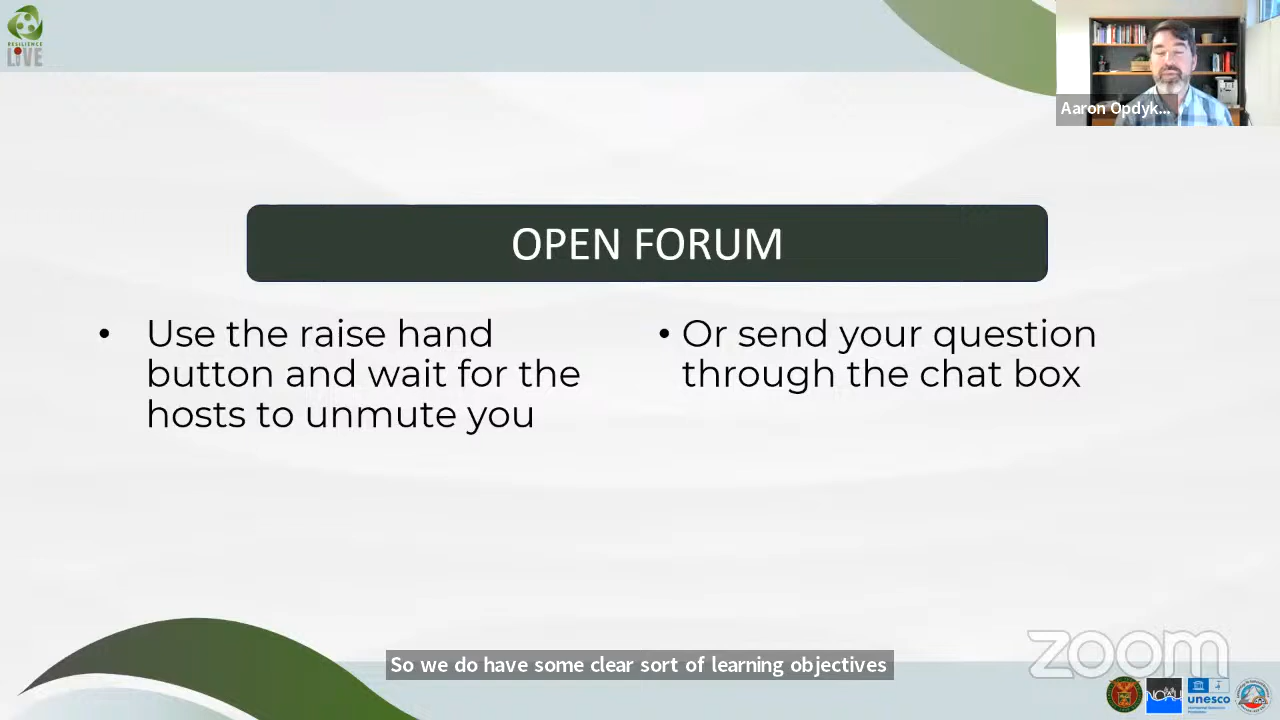 RESILIENCE
LIVE
Aaron Opdyk...
OPEN FORUM
• Use the raise hand
button and wait for the
hosts to unmute you
• Or send your question
through the chat box
zoom
So we do have some clear sort of learning objectives
NOAH
unesco